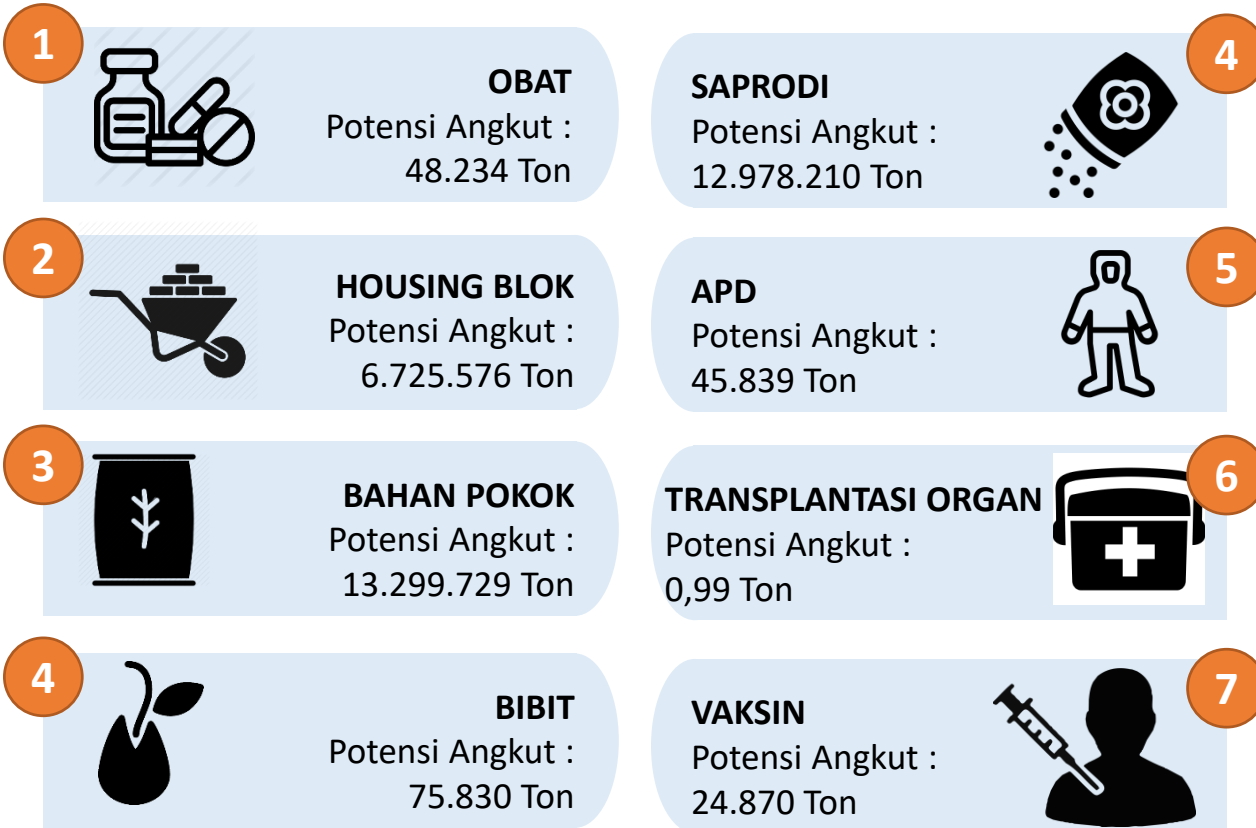 1
OBAT
Potensi Angkut :
48.234 Ton
2
HOUSING BLOK
Potensi Angkut :
6.725.576 Ton
3
BAHAN POKOK
Potensi Angkut :
13.299.729 Ton
4
BIBIT
Potensi Angkut :
75.830 Ton
4
SAPRODI
Potensi Angkut :
12.978.210 Ton
5
APD
Potensi Angkut :
45.839 Ton
6
TRANSPLANTASI ORGAN
Potensi Angkut :
0,99 Ton
7
VAKSIN
Potensi Angkut :
24.870 Ton